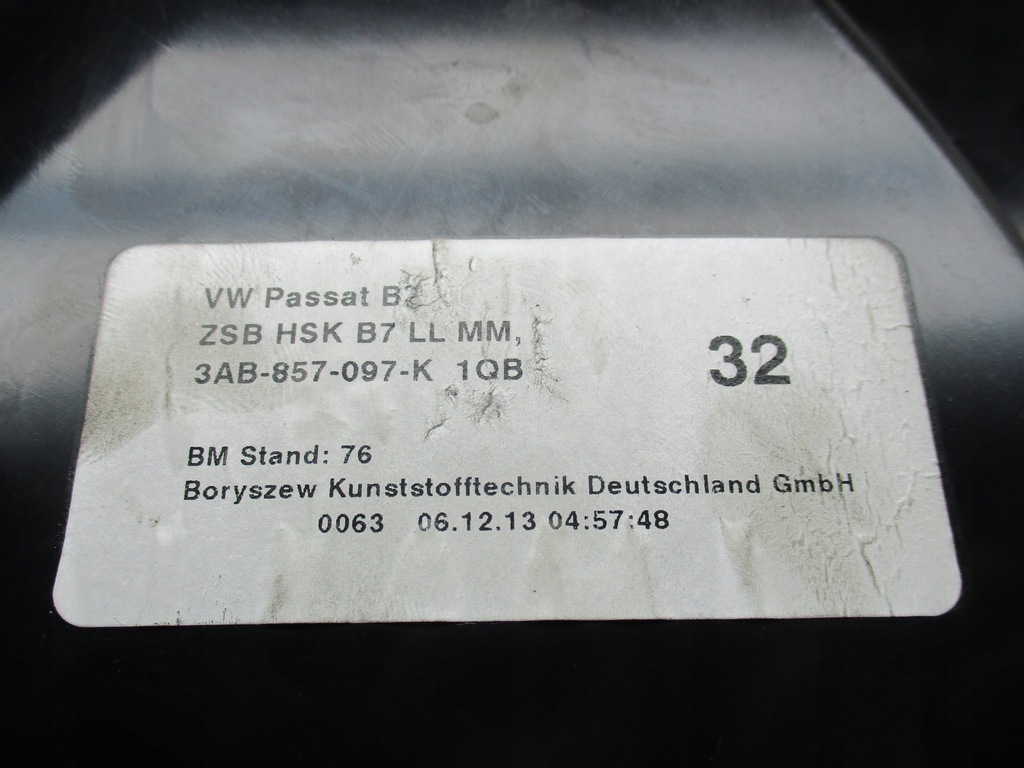 VW Passat B7
ZSB HSK B7 LL MM,
3AB-857-097-K 1QB
32
BM Stand: 76
Boryszew Kunststofftechnik Deutschland GmbH
0063 06.12.13 04:57:48